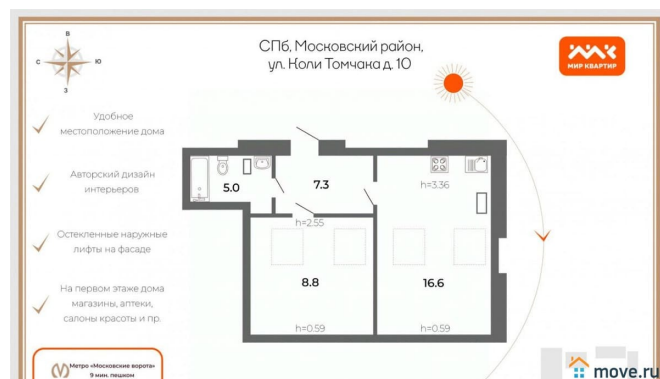 СПб, Московский район,
ул. Коли Томчака д. 10
МИР КВАРТИР
В
С
Ю
З
Удобное
местоположение дома
Авторский дизайн
интерьеров
Остекленные наружные
лифты на фасаде
На первом этаже дома
магазины, аптеки,
салоны красоты и пр.
Метро «Московские ворота»
9 мин. пешком
5.0
7.3
h=3.36
h=2.55
8.8
16.6
h=0.59
h=0.59
move.ru